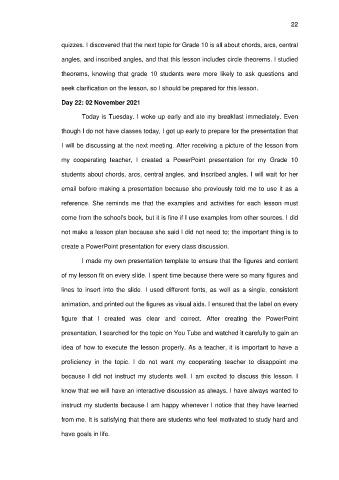 22
quizzes. I discovered that the next topic for Grade 10 is all about chords, arcs, central
angles, and inscribed angles, and that this lesson includes circle theorems. I studied
theorems, knowing that grade 10 students were more likely to ask questions and
seek clarification on the lesson, so I should be prepared for this lesson.
Day 22: 02 November 2021
Today is Tuesday. I woke up early and ate my breakfast immediately. Even
though I do not have classes today, I got up early to prepare for the presentation that
I will be discussing at the next meeting. After receiving a picture of the lesson from
my cooperating teacher, I created a PowerPoint presentation for my Grade 10
students about chords, arcs, central angles, and inscribed angles. I will wait for her
email before making a presentation because she previously told me to use it as a
reference. She reminds me that the examples and activities for each lesson must
come from the school's book, but it is fine if I use examples from other sources. I did
not make a lesson plan because she said I did not need to; the important thing is to
create a PowerPoint presentation for every class discussion.
I made my own presentation template to ensure that the figures and content
of my lesson fit on every slide. I spent time because there were so many figures and
lines to insert into the slide. I used different fonts, as well as a single, consistent
animation, and printed out the figures as visual aids. I ensured that the label on every
figure that I created was clear and correct. After creating the PowerPoint
presentation, I searched for the topic on You Tube and watched it carefully to gain an
idea of how to execute the lesson properly. As a teacher, it is important to have a
proficiency in the topic. I do not want my cooperating teacher to disappoint me
because I did not instruct my students well. I am excited to discuss this lesson. I
know that we will have an interactive discussion as always. I have always wanted to
instruct my students because I am happy whenever I notice that they have learned
from me. It is satisfying that there are students who feel motivated to study hard and
have goals in life.